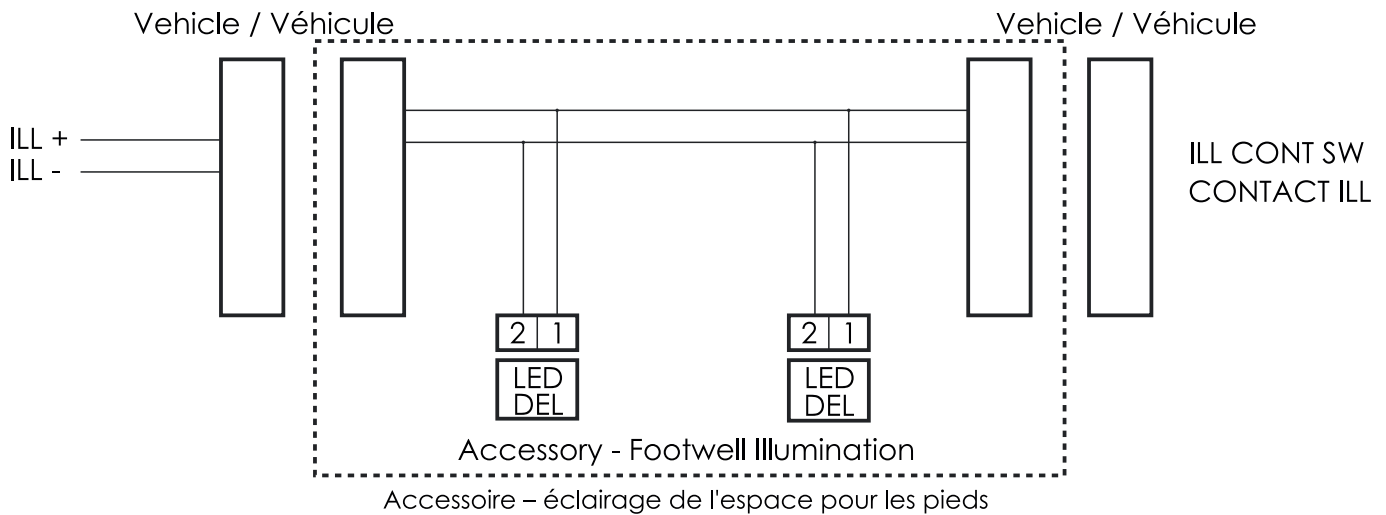 Vehicle / Véhicule
Vehicle / Véhicule
ILL +
ILL -
ILL CONT SW
CONTACT ILL
2 1
LED
DEL
2 1
LED
DEL
Accessory - Footwell Illumination
Accessoire – éclairage de l'espace pour les pieds